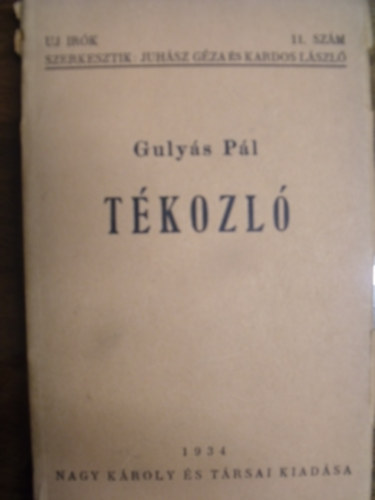 UJ IRÓK 11. SZÁM
SZERKESZTIK: JUHÁSZ GÉZA ÉS KARDOS LÁSZLÓ
Gulyás Pál
TÉKOZLÓ
1934
NAGY KÁROLY ÉS TÁRSAI KIADÁSA